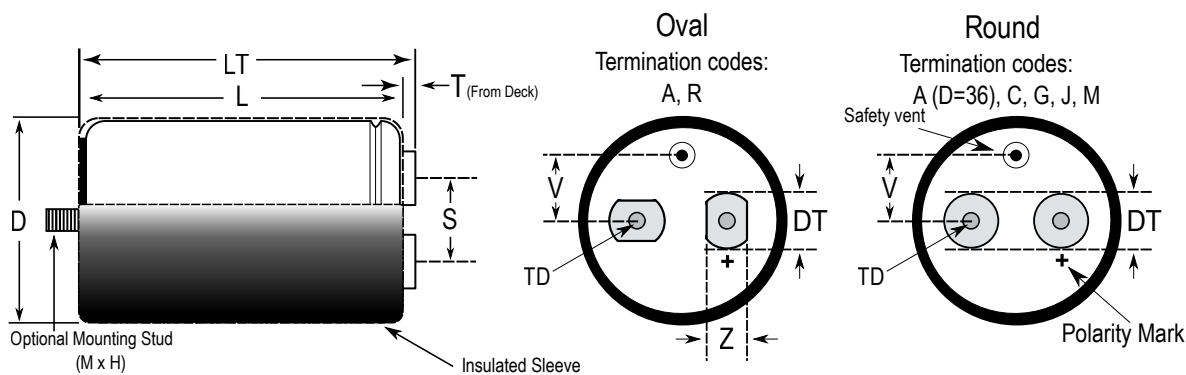 LT
L
T (From Deck)
D
S
Optional Mounting Stud
(M x H)
Insulated Sleeve
Oval
Termination codes:
A, R
V
DT
TD
+
Z
Round
Termination codes:
A (D=36), C, G, J, M
Safety vent
V
DT
TD
+
Polarity Mark